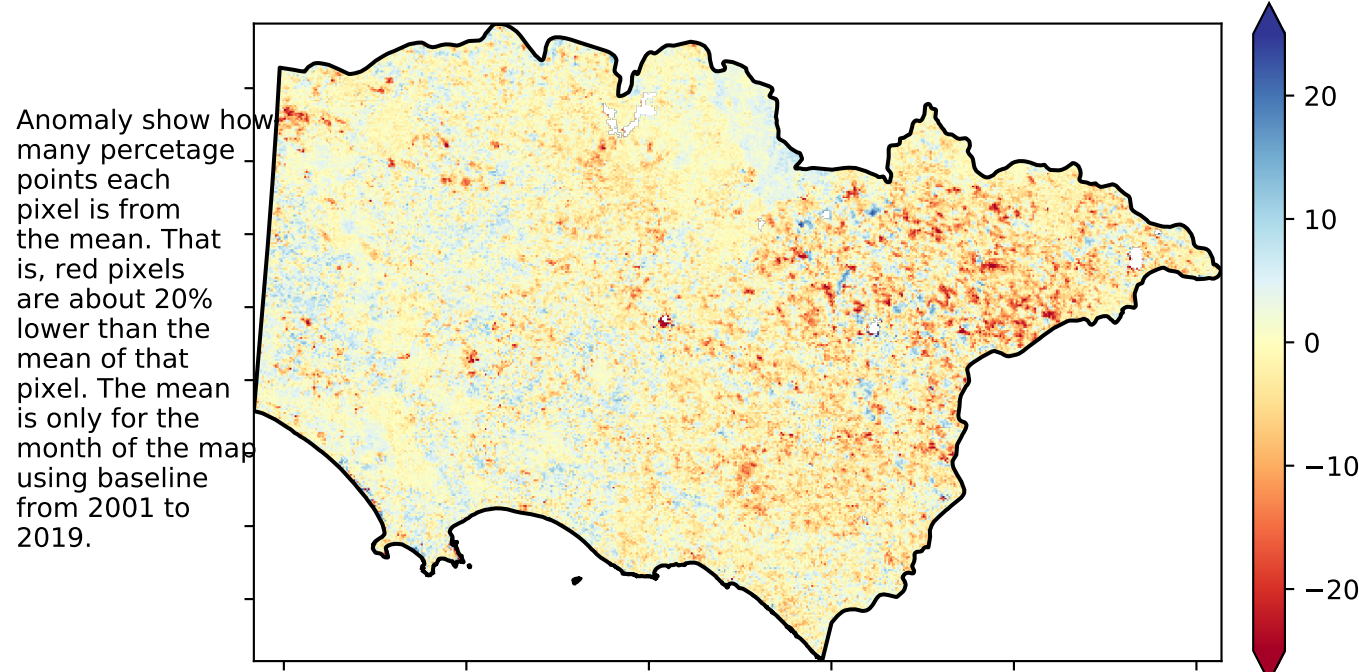 Anomaly show how
many percetage
points each
pixel is from
the mean. That
is, red pixels
are about 20%
lower than the
mean of that
pixel. The mean
is only for the
month of the map
using baseline
from 2001 to
2019.
20
10
0
−10
−20